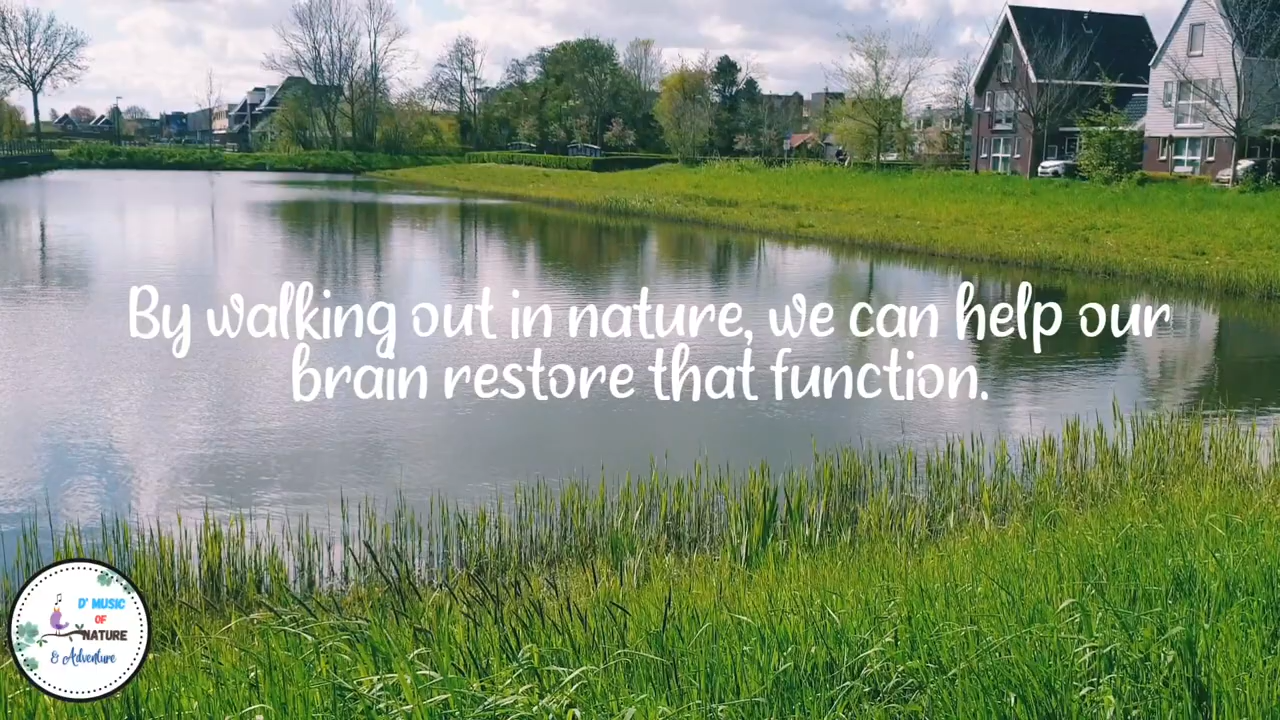 By walking out in nature, we can help our
brain restore that function.
D' MUSIC
OF
NATURE
& Adventure